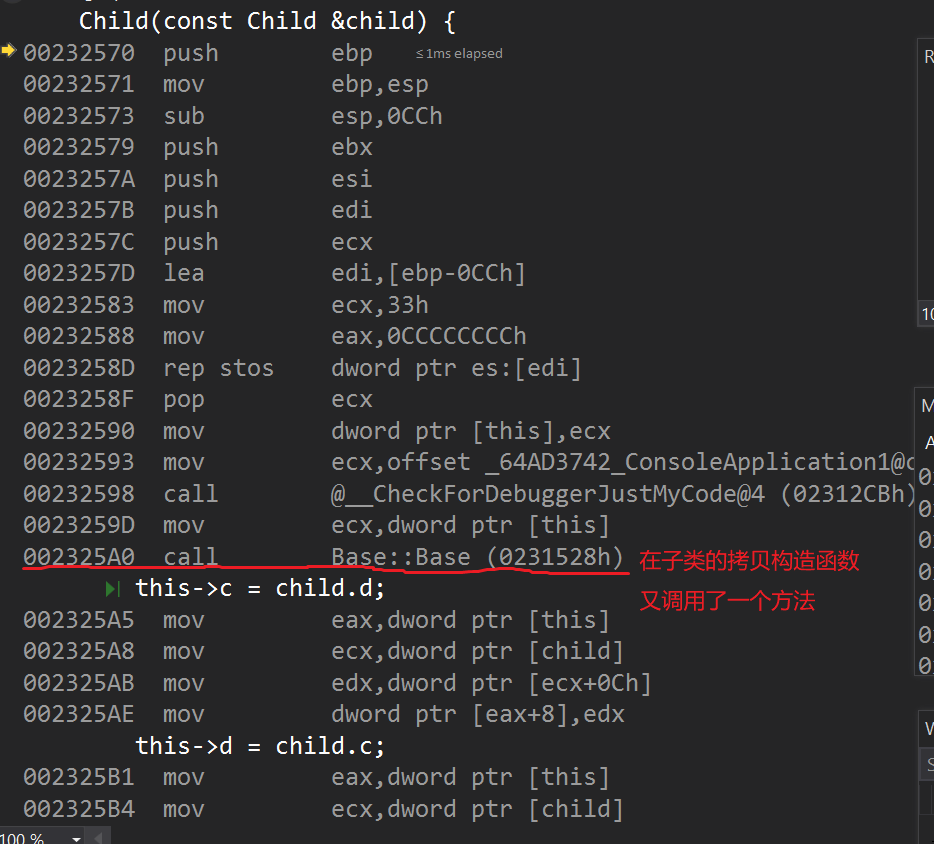 Child(const Child &child) {
00232570 push ebp ≤1ms elapsed
00232571 mov ebp,esp
00232573 sub esp,0CCh
00232579 push ebx
0023257A push esi
0023257B push edi
0023257C push ecx
0023257D lea edi,[ebp-0CCh]
00232583 mov ecx,33h
00232588 mov eax,0CCCCCCCCh
0023258D rep stos dword ptr es:[edi]
0023258F pop ecx
00232590 mov dword ptr [this],ecx
00232593 mov ecx,offset _64AD3742_ConsoleApplication1@c
00232598 call @__CheckForDebuggerJustMyCode@4 (02312CBh)
0023259D mov ecx,dword ptr [this]
002325A0 call Base::Base (0231528h) 在子类的拷贝构造函数
this->c = child.d; 又调用了一个方法
002325A5 mov eax,dword ptr [this]
002325A8 mov ecx,dword ptr [child]
002325AB mov edx,dword ptr [ecx+0Ch]
002325AE mov dword ptr [eax+8],edx
this->d = child.c;
002325B1 mov eax,dword ptr [this]
002325B4 mov ecx,dword ptr [child]
100 %